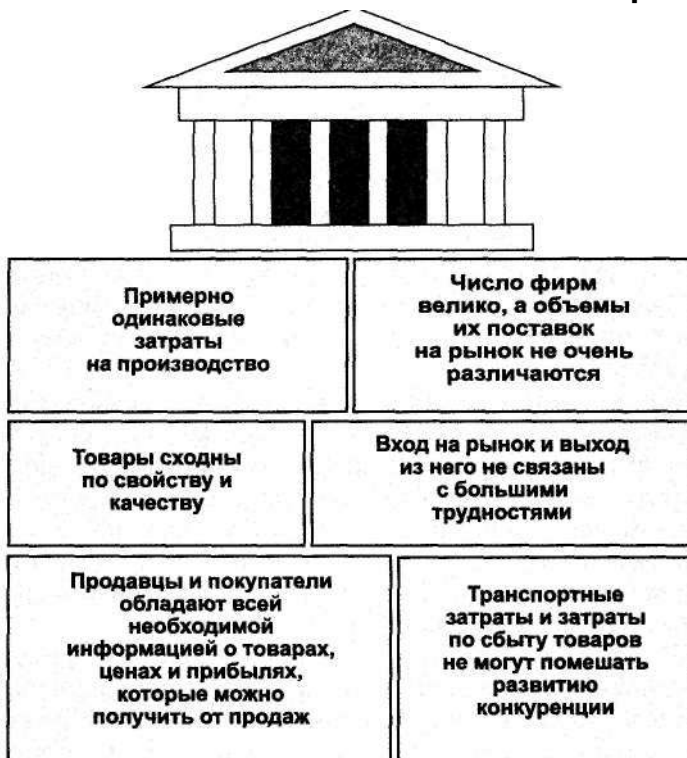 Примерно
одинаковые
затраты
на производство
Число фирм
велико, а объемы
их поставок
на рынок не очень
различаются
Товары сходны
по свойству и
качеству
Вход на рынок и выход
из него не связаны
с большими
трудностями
Продавцы и покупатели
обладают всей
необходимой
информацией о товарах,
ценах и прибылях,
которые можно
получить от продаж
Транспортные
затраты и затраты
по сбыту товаров
не могут помешать
развитию
конкуренции